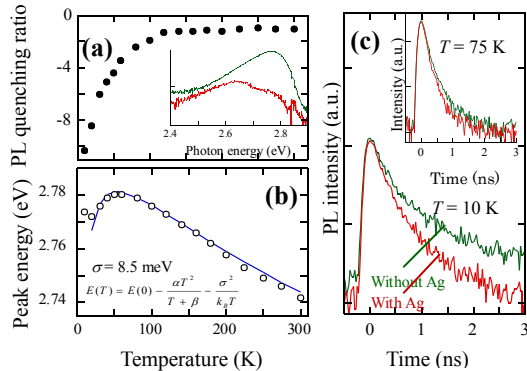 PL quenching ratio
0
-4
-8
(a)
2.4
2.6
2.8
Photon energy (eV)
Peak energy (eV)
2.78
2.76
2.74
(b)
σ= 8.5 meV
E(T) = E(0) − αT²/(T + β) − σ²/(k_BT)
0
100
200
300
Temperature (K)
(c)
PL intensity (a.u.)
Intensity (a.u.)
T = 75 K
0
1
2
3
Time (ns)
T = 10 K
Without Ag
With Ag
0
1
3
Time (ns)